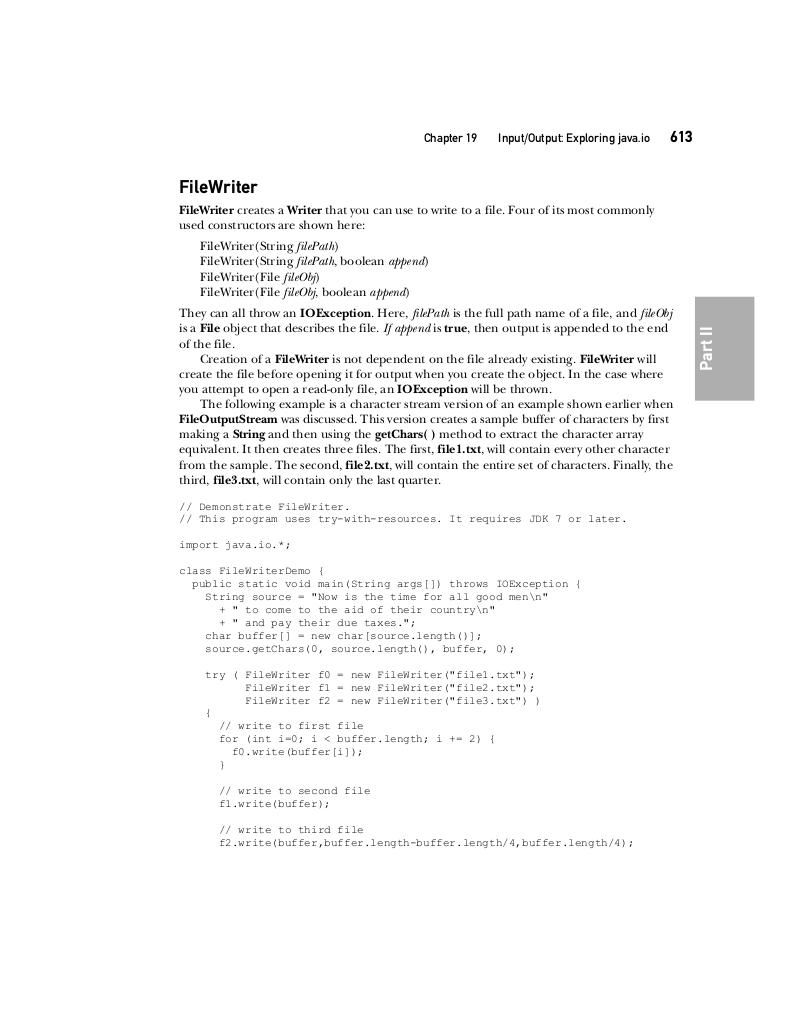 Chapter 19 Input/Output: Exploring java.io 613
FileWriter
FileWriter creates a Writer that you can use to write to a file. Four of its most commonly
used constructors are shown here:
FileWriter(String filePath)
FileWriter(String filePath, boolean append)
FileWriter(File fileObj)
FileWriter(File fileObj, boolean append)
They can all throw an IOException. Here, filePath is the full path name of a file, and fileObj
is a File object that describes the file. If append is true, then output is appended to the end
of the file.
Creation of a FileWriter is not dependent on the file already existing. FileWriter will
create the file before opening it for output when you create the object. In the case where
you attempt to open a read-only file, an IOException will be thrown.
The following example is a character stream version of an example shown earlier when
FileOutputStream was discussed. This version creates a sample buffer of characters by first
making a String and then using the getChars( ) method to extract the character array
equivalent. It then creates three files. The first, file1.txt, will contain every other character
from the sample. The second, file2.txt, will contain the entire set of characters. Finally, the
third, file3.txt, will contain only the last quarter.
// Demonstrate FileWriter.
// This program uses try-with-resources. It requires JDK 7 or later.
import java.io.*;
class FileWriterDemo {
public static void main(String args[]) throws IOException {
String source = "Now is the time for all good men\n"
+ " to come to the aid of their country\n"
+ " and pay their due taxes.";
char buffer[] = new char[source.length()];
source.getChars(0, source.length(), buffer, 0);
try ( FileWriter f0 = new FileWriter("file1.txt");
FileWriter f1 = new FileWriter("file2.txt");
FileWriter f2 = new FileWriter("file3.txt") )
{
// write to first file
for (int i=0; i < buffer.length; i += 2) {
f0.write(buffer[i]);
}
// write to second file
f1.write(buffer);
// write to third file
f2.write(buffer,buffer.length-buffer.length/4,buffer.length/4);
Part II